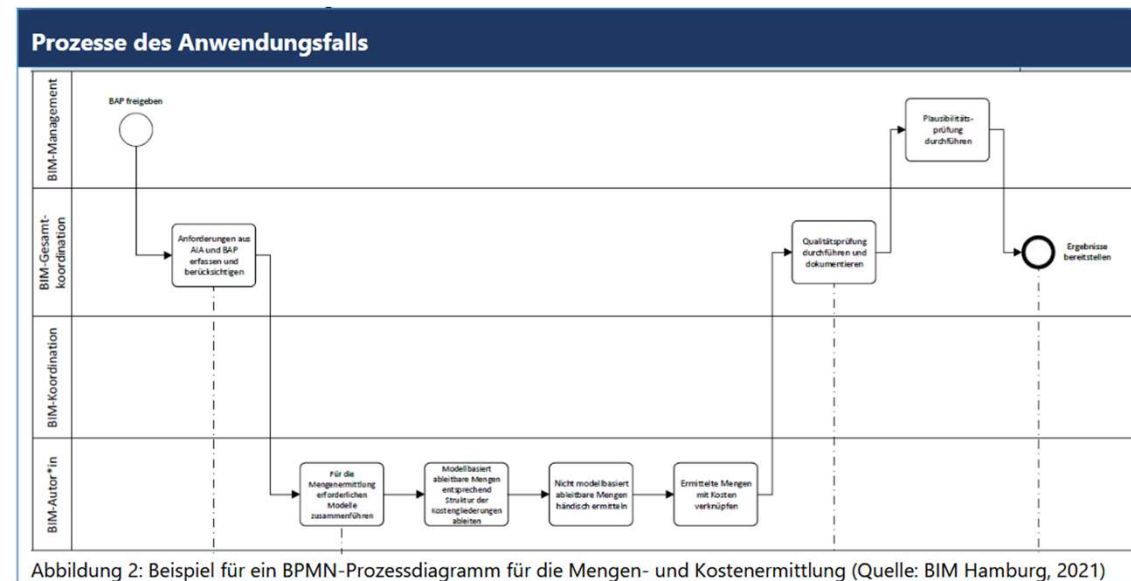 Prozesse des Anwendungsfalls
BIM-Management
BAP freigeben
Plausibilitäts-
prüfung
durchführen
BIM-Gesamt-
koordination
Anforderungen aus
AIA und BAP
erfassen und
berücksichtigen
Qualitätsprüfung
durchführen und
dokumentieren
Ergebnisse
bereitstellen
BIM-Koordination
BIM-Autor*in
Für die
Mengenermittlung
erforderlichen
Modelle
zusammenführen
Modellbasiert
ableitbare Mengen
entsprechend
Struktur der
Kostengliederungen
ableiten
Nicht modellbasiert
ableitbare Mengen
händisch ermitteln
Ermittelte Mengen
mit Kosten
verknüpfen
Abbildung 2: Beispiel für ein BPMN-Prozessdiagramm für die Mengen- und Kostenermittlung (Quelle: BIM Hamburg, 2021)